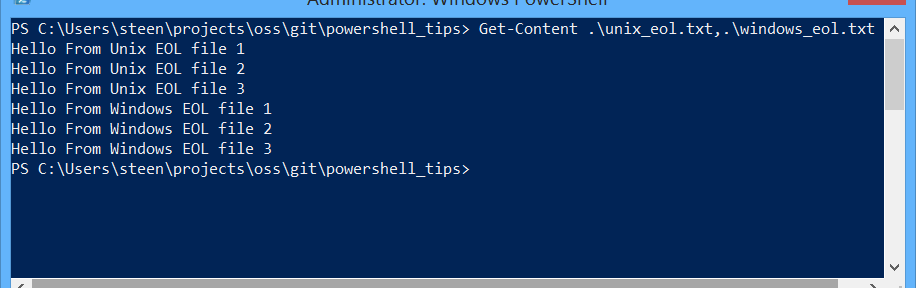 Administrator: Windows PowerShell
PS C:\Users\steen\projects\oss\git\powershell_tips> Get-Content .\unix_eol.txt,.\windows_eol.txt
Hello From Unix EOL file 1
Hello From Unix EOL file 2
Hello From Unix EOL file 3
Hello From Windows EOL file 1
Hello From Windows EOL file 2
Hello From Windows EOL file 3
PS C:\Users\steen\projects\oss\git\powershell_tips>